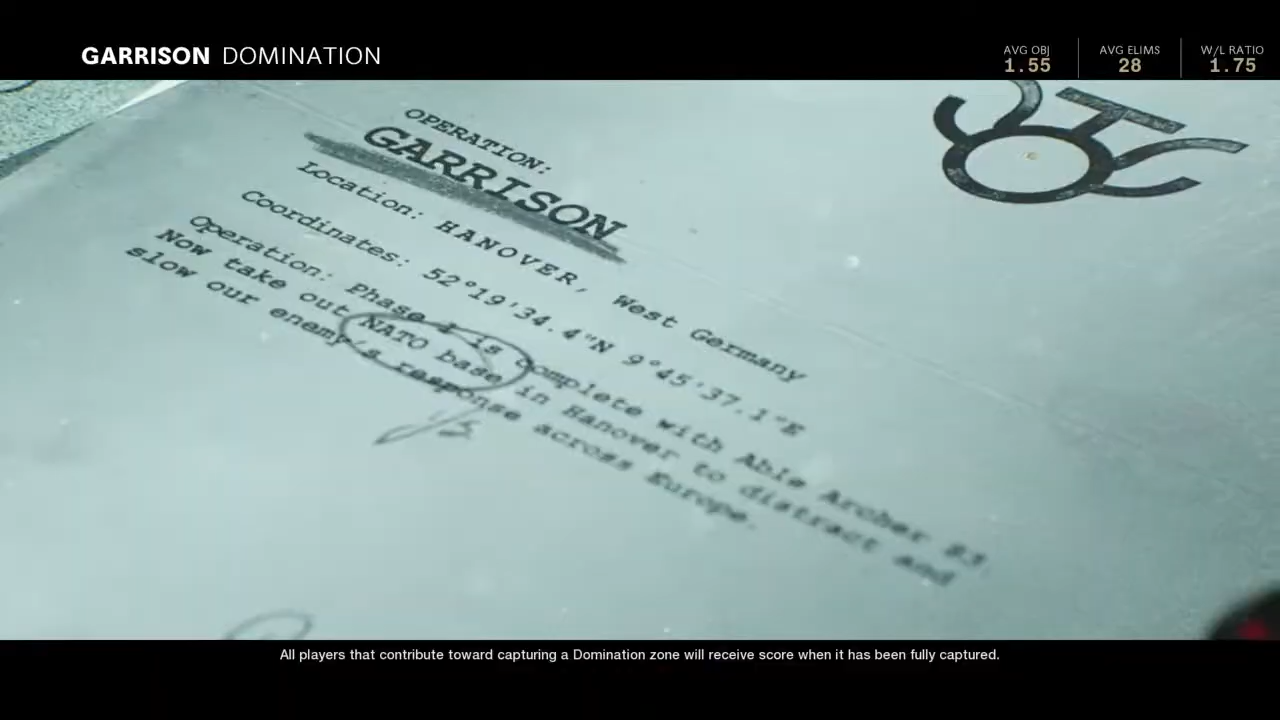 GARRISON DOMINATION
AVG OBJ AVG ELIMS W/L RATIO
1.55 28 1.75
OPERATION:
GARRISON
Location: HANOVER, West Germany
Coordinates: 52°19'34.4"N 9°45'37.1"E
Operation: Phase 1 is complete with Able Archer 83.
Now take out NATO base in Hanover to distract and
slow our enemy's response across Europe.
All players that contribute toward capturing a Domination zone will receive score when it has been fully captured.